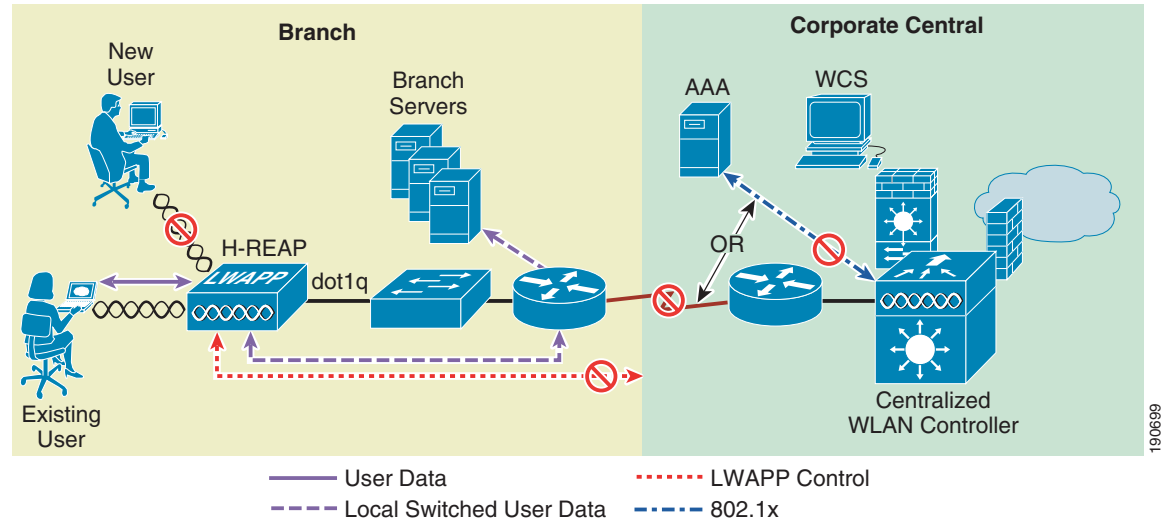 Branch
Corporate Central
New
User
Branch
Servers
AAA
WCS
H-REAP
LWAPP
dot1q
OR
Existing
User
Centralized
WLAN Controller
190699
User Data
LWAPP Control
Local Switched User Data
802.1x